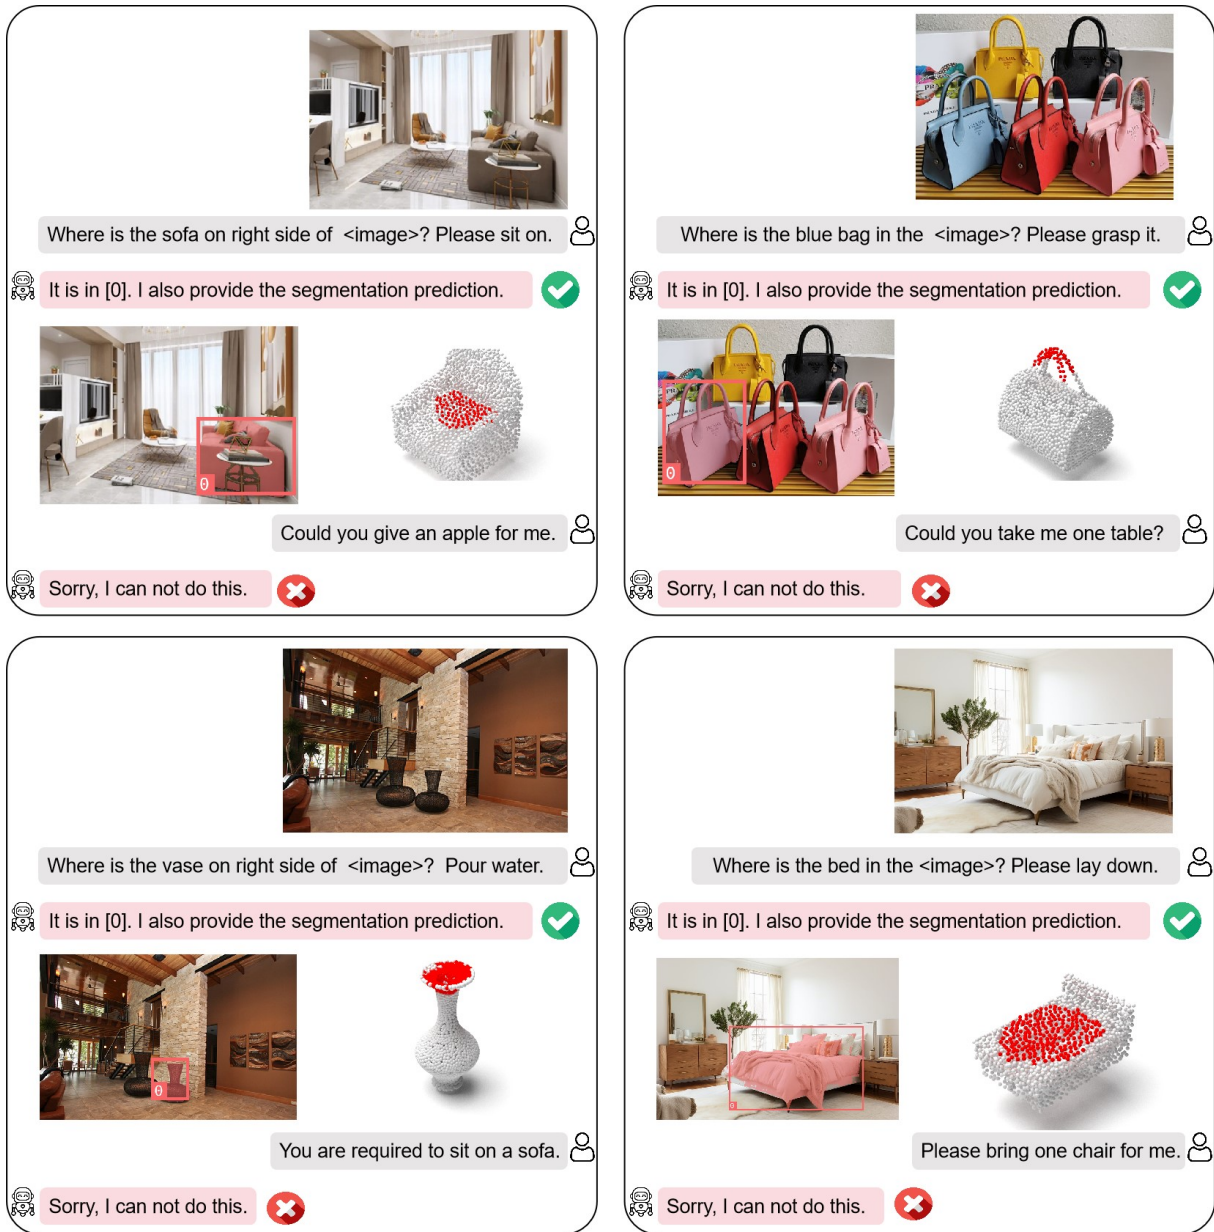 Where is the sofa on right side of <image>? Please sit on.
It is in [0]. I also provide the segmentation prediction.
0
Could you give an apple for me.
Sorry, I can not do this.
Where is the blue bag in the <image>? Please grasp it.
It is in [0]. I also provide the segmentation prediction.
0
Could you take me one table?
Sorry, I can not do this.
Where is the vase on right side of <image>? Pour water.
It is in [0]. I also provide the segmentation prediction.
0
You are required to sit on a sofa.
Sorry, I can not do this.
Where is the bed in the <image>? Please lay down.
It is in [0]. I also provide the segmentation prediction.
0
Please bring one chair for me.
Sorry, I can not do this.